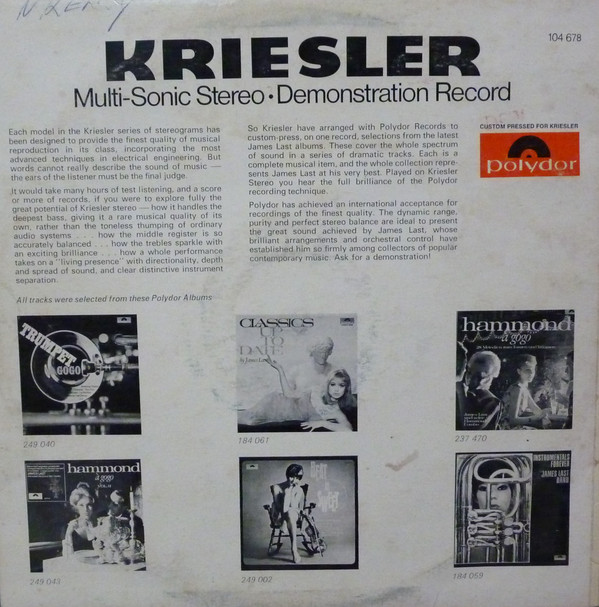 104 678
KRIESLER
Multi-Sonic Stereo • Demonstration Record
Each model in the Kriesler series of stereograms has
been designed to provide the finest quality of musical
reproduction in its class, incorporating the most
advanced techniques in electrical engineering. But
words cannot really describe the sound of music —
the ears of the listener must be the final judge.
It would take many hours of test listening, and a score
or more of records, if you were to explore fully the
great potential of Kriesler stereo — how it handles the
deepest bass, giving it a rare musical quality of its
own, rather than the toneless thumping of ordinary
audio systems . . . how the middle register is so
accurately balanced . . . how the trebles sparkle with
an exciting brilliance . . . how a whole performance
takes on a "living presence" with directionality, depth
and spread of sound, and clear distinctive instrument
separation.
All tracks were selected from these Polydor Albums
So Kriesler have arranged with Polydor Records to
custom-press, on one record, selections from the latest
James Last albums. These cover the whole spectrum
of sound in a series of dramatic tracks. Each is a
complete musical item, and the whole collection repre-
sents James Last at his very best. Played on Kriesler
Stereo you hear the full brilliance of the Polydor
recording technique.
Polydor has achieved an international acceptance for
recordings of the finest quality. The dynamic range,
purity and perfect stereo balance are ideal to present
the great sound achieved by James Last, whose
brilliant arrangements and orchestral control have
established him so firmly among collectors of popular
contemporary music. Ask for a demonstration!
CUSTOM PRESSED FOR KRIESLER
polydor
TRUMPET
GOGO
249 040
CLASSICS
UP
TO
DATE
184 061
hammond
à gogo
237 470
hammond
à gogo
VOL. II
249 043
249 002
INSTRUMENTALS
FOREVER
JAMES LAST
BAND
184 059